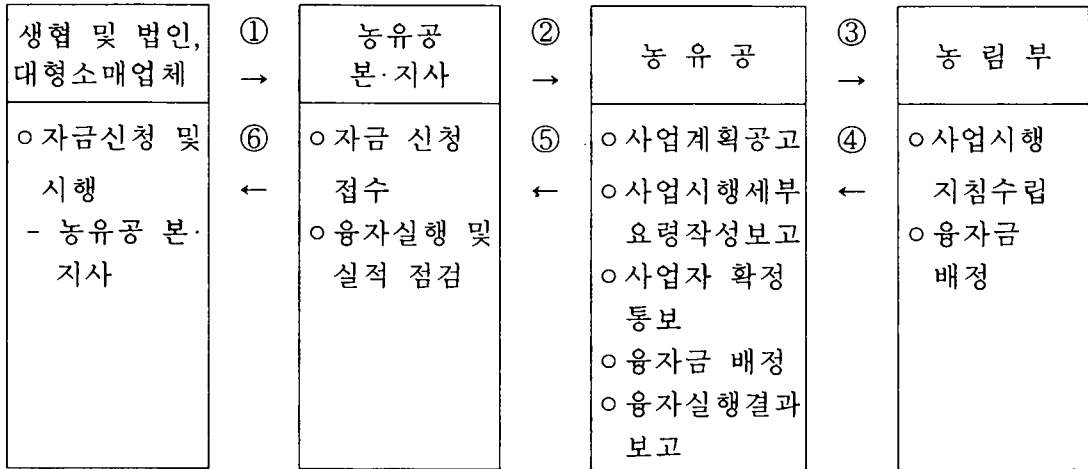 생협 및 법인,
대형소매업체
①
→
농유공
본·지사
②
→
농 유 공
③
→
농 림 부
ㅇ자금신청 및
시행
- 농유공 본·
지사
⑥
←
ㅇ자금 신청
접수
ㅇ융자실행 및
실적 점검
⑤
←
ㅇ사업계획공고
ㅇ사업시행세부
요령작성보고
ㅇ사업자 확정
통보
ㅇ융자금 배정
ㅇ융자실행결과
보고
④
←
ㅇ사업시행
지침수립
ㅇ융자금
배정